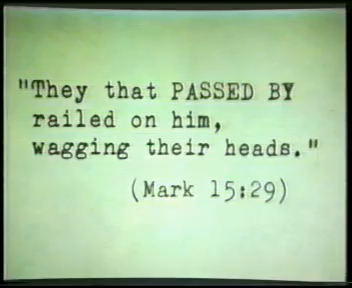 "They that PASSED BY
railed on him,
wagging their heads."
(Mark 15:29)